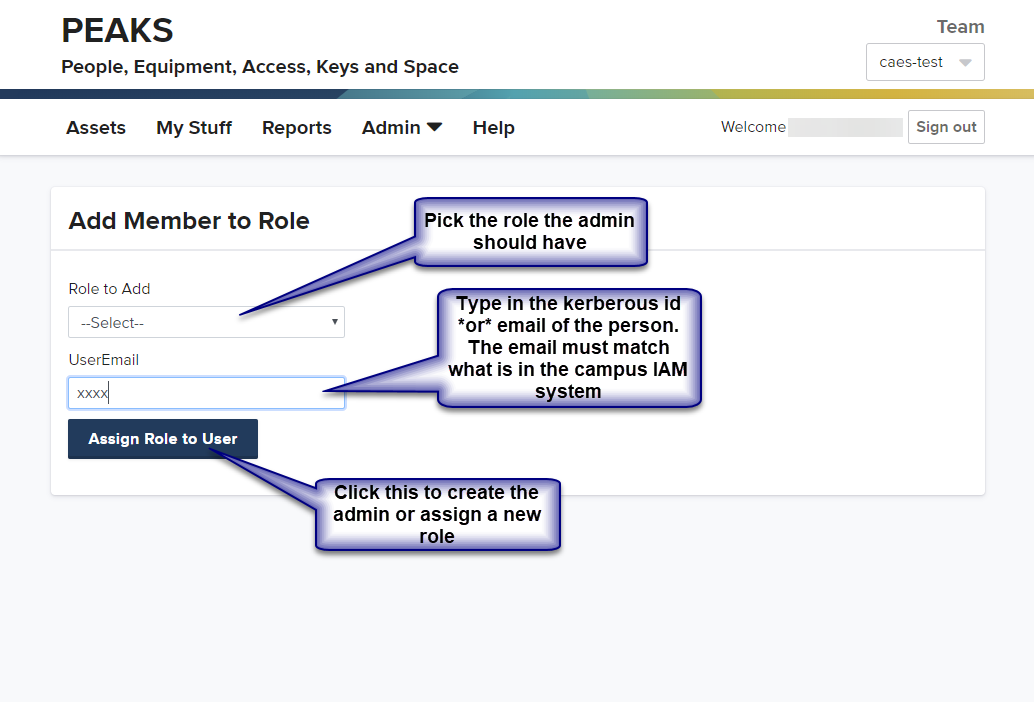 PEAKS
People, Equipment, Access, Keys and Space
Team
caes-test
Assets My Stuff Reports Admin Help
Welcome
Sign out
Add Member to Role
Pick the role the admin
should have
Role to Add
--Select--
Type in the kerberous id
*or* email of the person.
The email must match
what is in the campus IAM
system
UserEmail
xxxx
Assign Role to User
Click this to create the
admin or assign a new
role